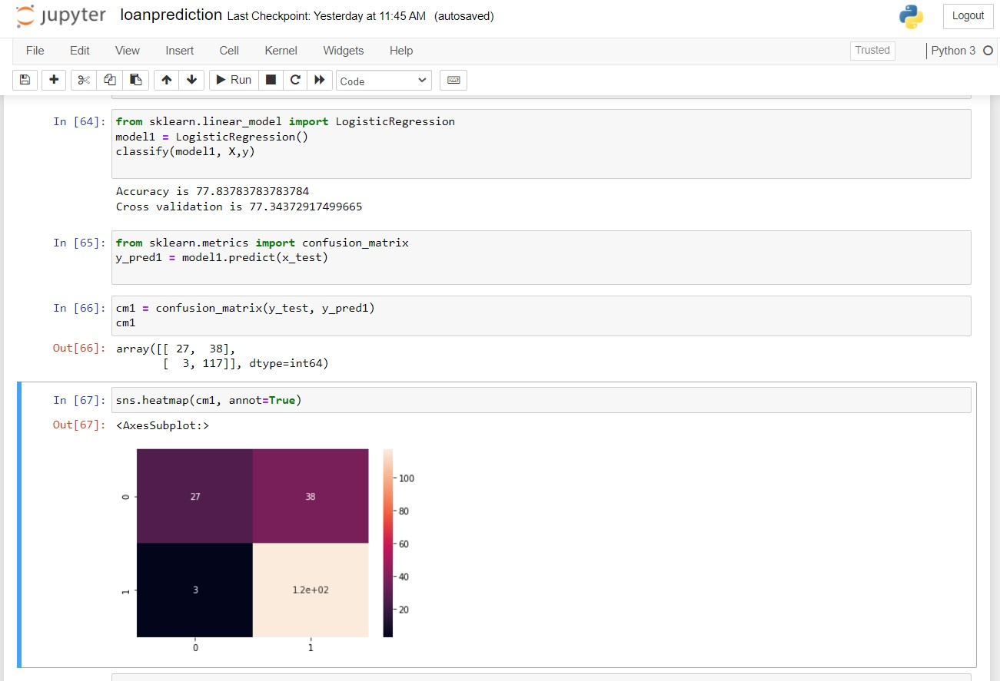 jupyter loanprediction Last Checkpoint: Yesterday at 11:45 AM (autosaved)
Logout
File Edit View Insert Cell Kernel Widgets Help
Trusted
Python 3
Run
Code
In [64]: from sklearn.linear_model import LogisticRegression
model1 = LogisticRegression()
classify(model1, X,y)
Accuracy is 77.83783783783784
Cross validation is 77.34372917499665
In [65]: from sklearn.metrics import confusion_matrix
y_pred1 = model1.predict(x_test)
In [66]: cm1 = confusion_matrix(y_test, y_pred1)
cm1
Out[66]: array([[ 27,  38],
       [  3, 117]], dtype=int64)
In [67]: sns.heatmap(cm1, annot=True)
Out[67]: <AxesSubplot:>
0
27
38
1
3
1.2e+02
0
1
100
80
60
40
20